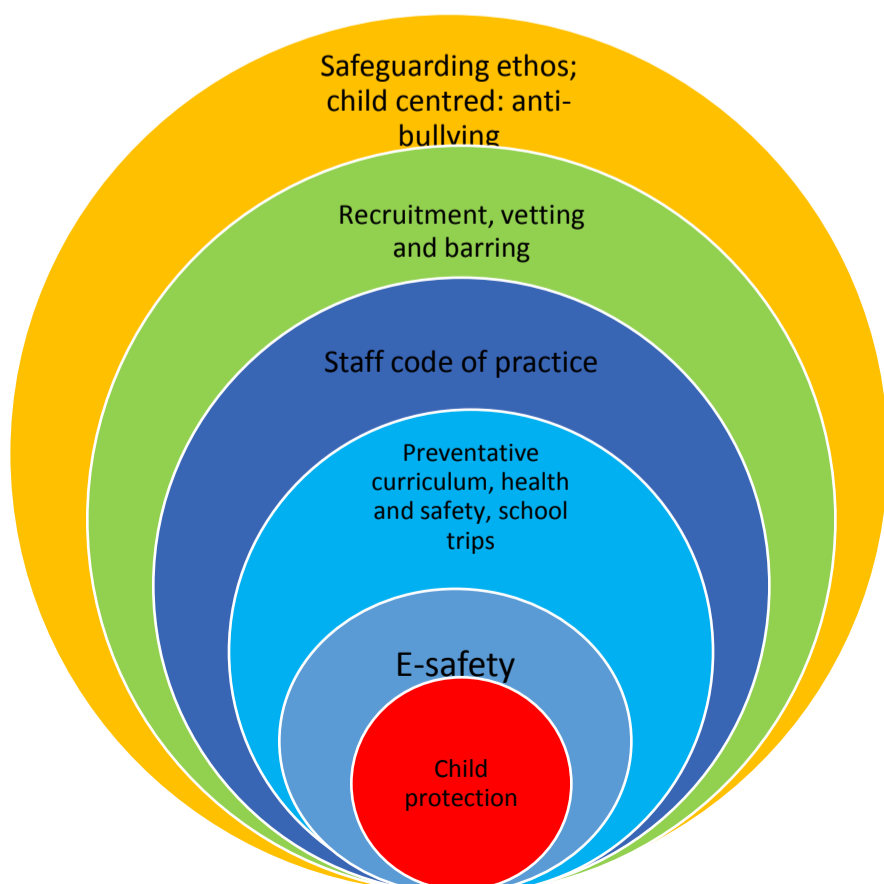 Safeguarding ethos;
child centred: anti-
bullying
Recruitment, vetting
and barring
Staff code of practice
Preventative
curriculum, health
and safety, school
trips
E-safety
Child
protection